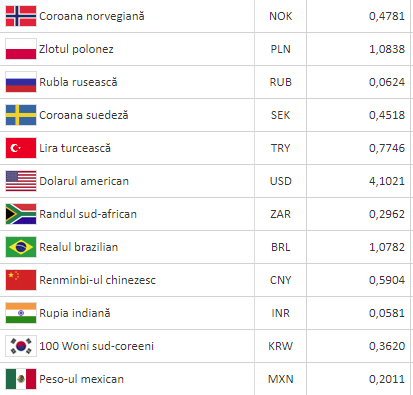 Coroana norvegiană NOK 0,4781
Zlotul polonez PLN 1,0838
Rubla rusească RUB 0,0624
Coroana suedeză SEK 0,4518
Lira turcească TRY 0,7746
Dolarul american USD 4,1021
Randul sud-african ZAR 0,2962
Realul brazilian BRL 1,0782
Renminbi-ul chinezesc CNY 0,5904
Rupia indiană INR 0,0581
100 Woni sud-coreeni KRW 0,3620
Peso-ul mexican MXN 0,2011